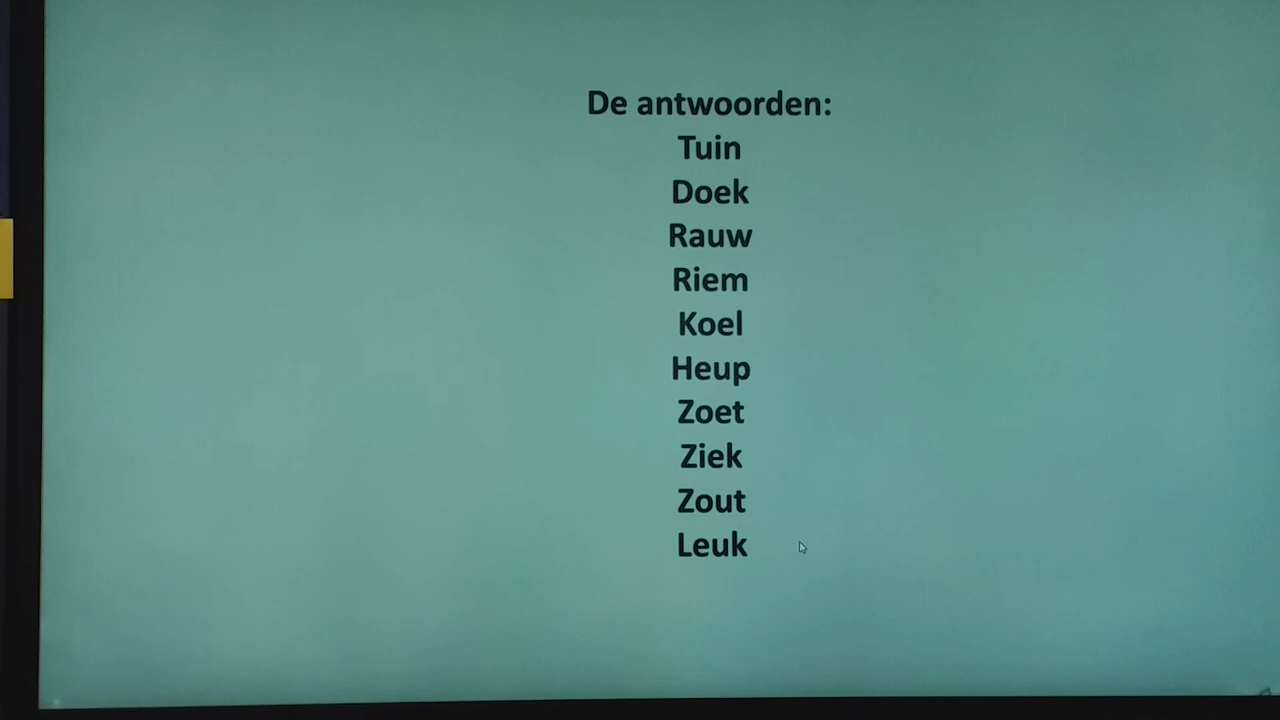 De antwoorden:
Tuin
Doek
Rauw
Riem
Koel
Heup
Zoet
Ziek
Zout
Leuk